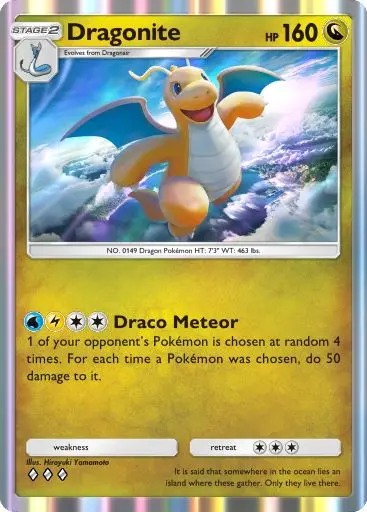 STAGE 2
Dragonite
HP 160
Evolves from Dragonair
NO. 0149 Dragon Pokémon HT: 7'3" WT: 463 lbs.
Draco Meteor
1 of your opponent's Pokémon is chosen at random 4
times. For each time a Pokémon was chosen, do 50
damage to it.
weakness
retreat
Illus. Hiroyuki Yamamoto
It is said that somewhere in the ocean lies an
island where these gather. Only they live there.